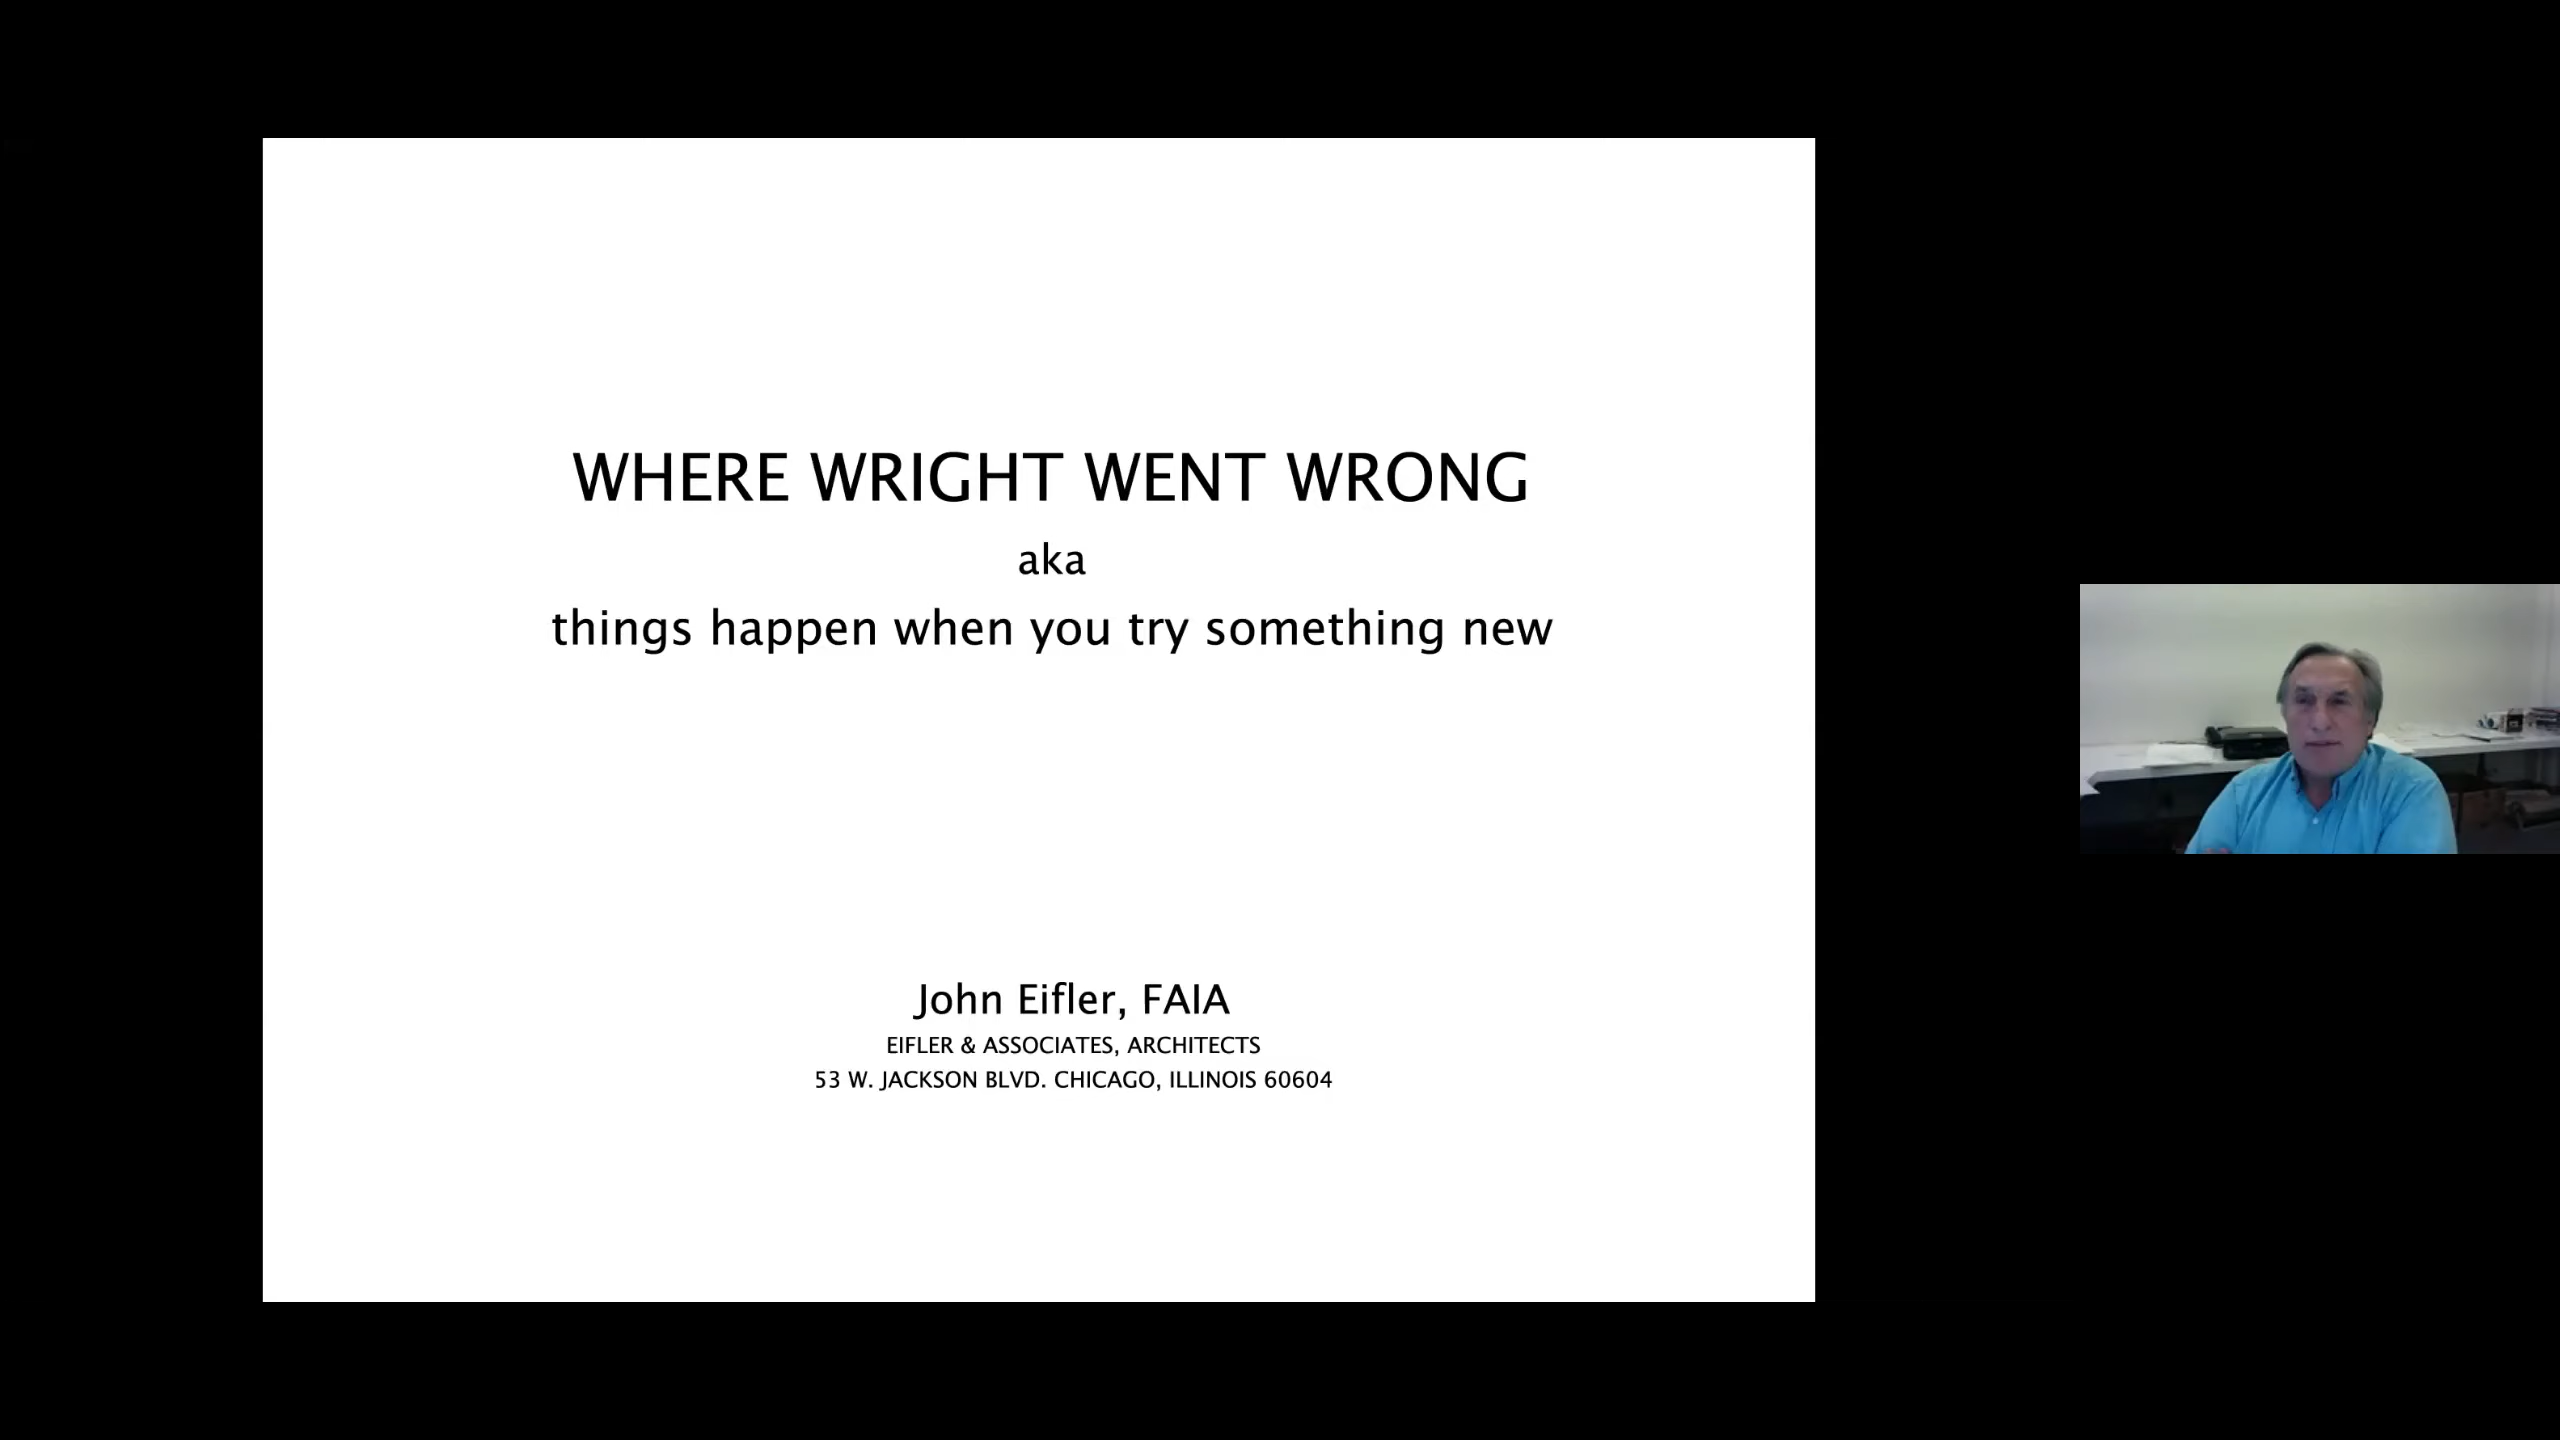 WHERE WRIGHT WENT WRONG
aka
things happen when you try something new
John Eifler, FAIA
EIFLER & ASSOCIATES, ARCHITECTS
53 W. JACKSON BLVD. CHICAGO, ILLINOIS 60604